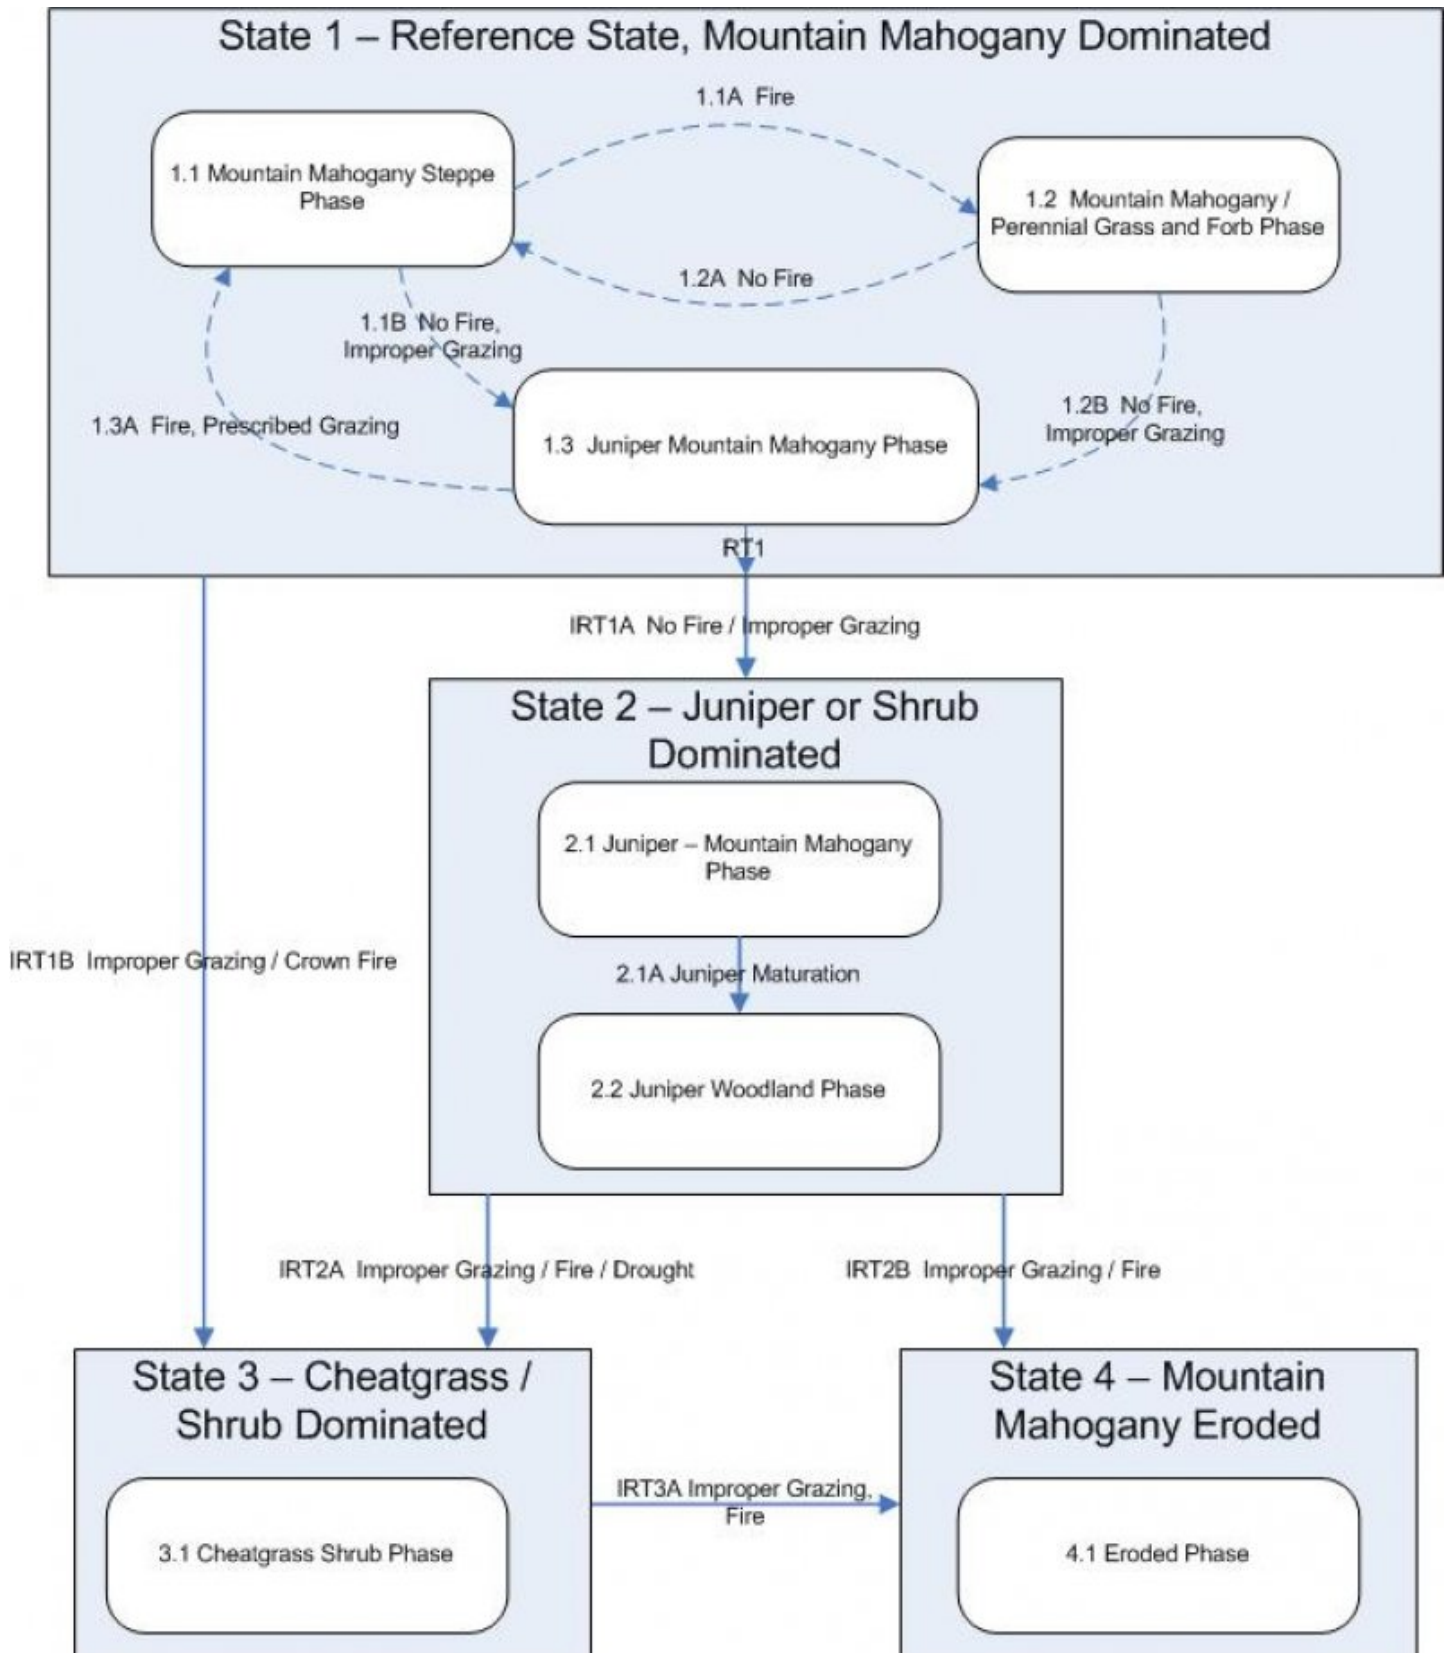 State 1 – Reference State, Mountain Mahogany Dominated
1.1A  Fire
1.1 Mountain Mahogany Steppe
Phase
1.2  Mountain Mahogany /
Perennial Grass and Forb Phase
1.2A  No Fire
1.1B  No Fire,
Improper Grazing
1.3A  Fire, Prescribed Grazing
1.3  Juniper Mountain Mahogany Phase
1.2B  No Fire,
Improper Grazing
RT1
IRT1A  No Fire / Improper Grazing
State 2 – Juniper or Shrub
Dominated
2.1 Juniper – Mountain Mahogany
Phase
IRT1B  Improper Grazing / Crown Fire
2.1A Juniper Maturation
2.2 Juniper Woodland Phase
IRT2A  Improper Grazing / Fire / Drought
IRT2B  Improper Grazing / Fire
State 3 – Cheatgrass /
Shrub Dominated
3.1 Cheatgrass Shrub Phase
IRT3A Improper Grazing,
Fire
State 4 – Mountain
Mahogany Eroded
4.1 Eroded Phase